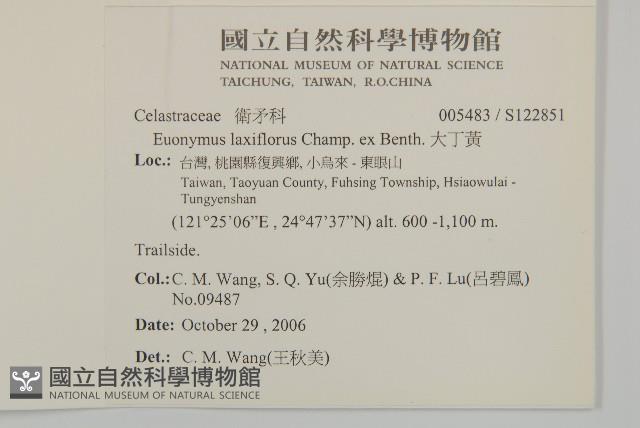 國立自然科學博物館
NATIONAL MUSEUM OF NATURAL SCIENCE
TAICHUNG, TAIWAN, R.O.CHINA
Celastraceae 衛矛科 005483 / S122851
Euonymus laxiflorus Champ. ex Benth. 大丁黃
Loc.: 台灣, 桃園縣復興鄉, 小烏來 - 東眼山
Taiwan, Taoyuan County, Fuhsing Township, Hsiaowulai -
Tungyenshan
(121°25'06”E , 24°47'37”N) alt. 600 -1,100 m.
Trailside.
Col.: C. M. Wang, S. Q. Yu(余勝焜) & P. F. Lu(呂碧鳳)
No.09487
Date: October 29 , 2006
Det.: C. M. Wang(王秋美)
國立自然科學博物館
NATIONAL MUSEUM OF NATURAL SCIENCE